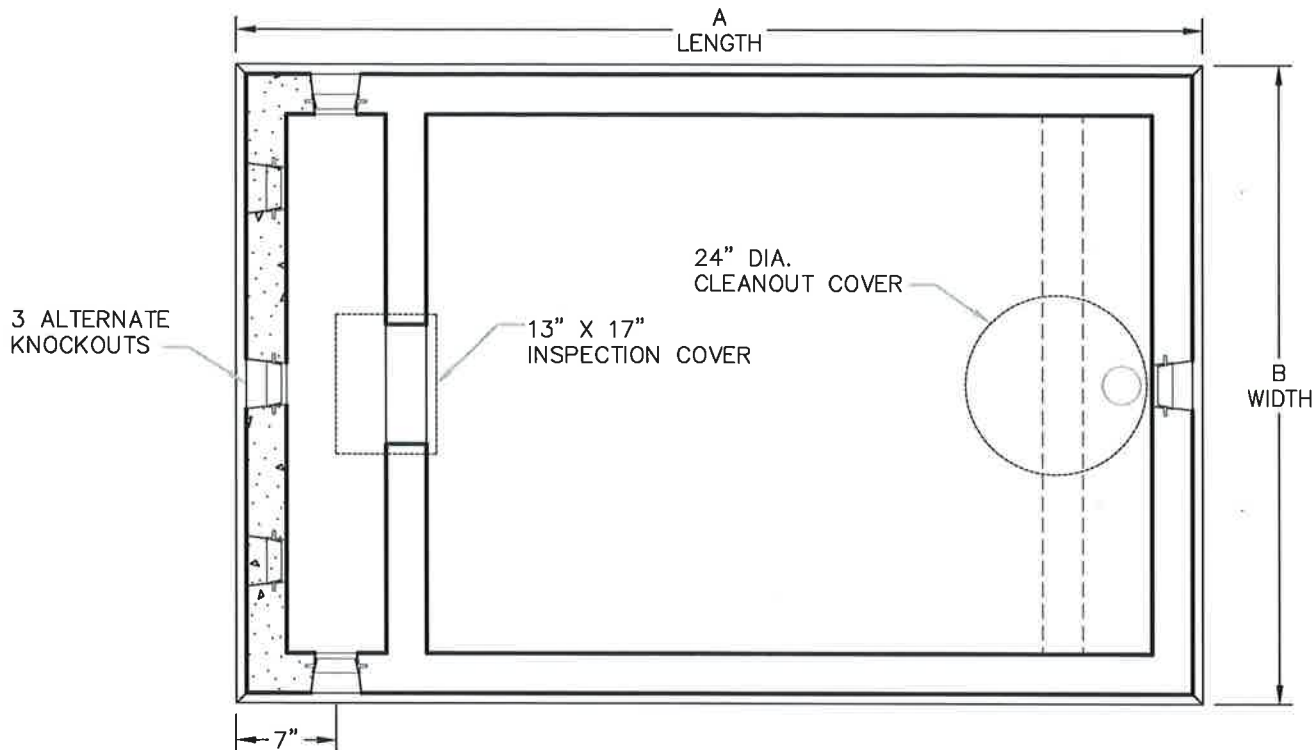 A
LENGTH
24” DIA.
CLEANOUT COVER
3 ALTERNATE
KNOCKOUTS
13” X 17”
INSPECTION COVER
B
WIDTH
7”